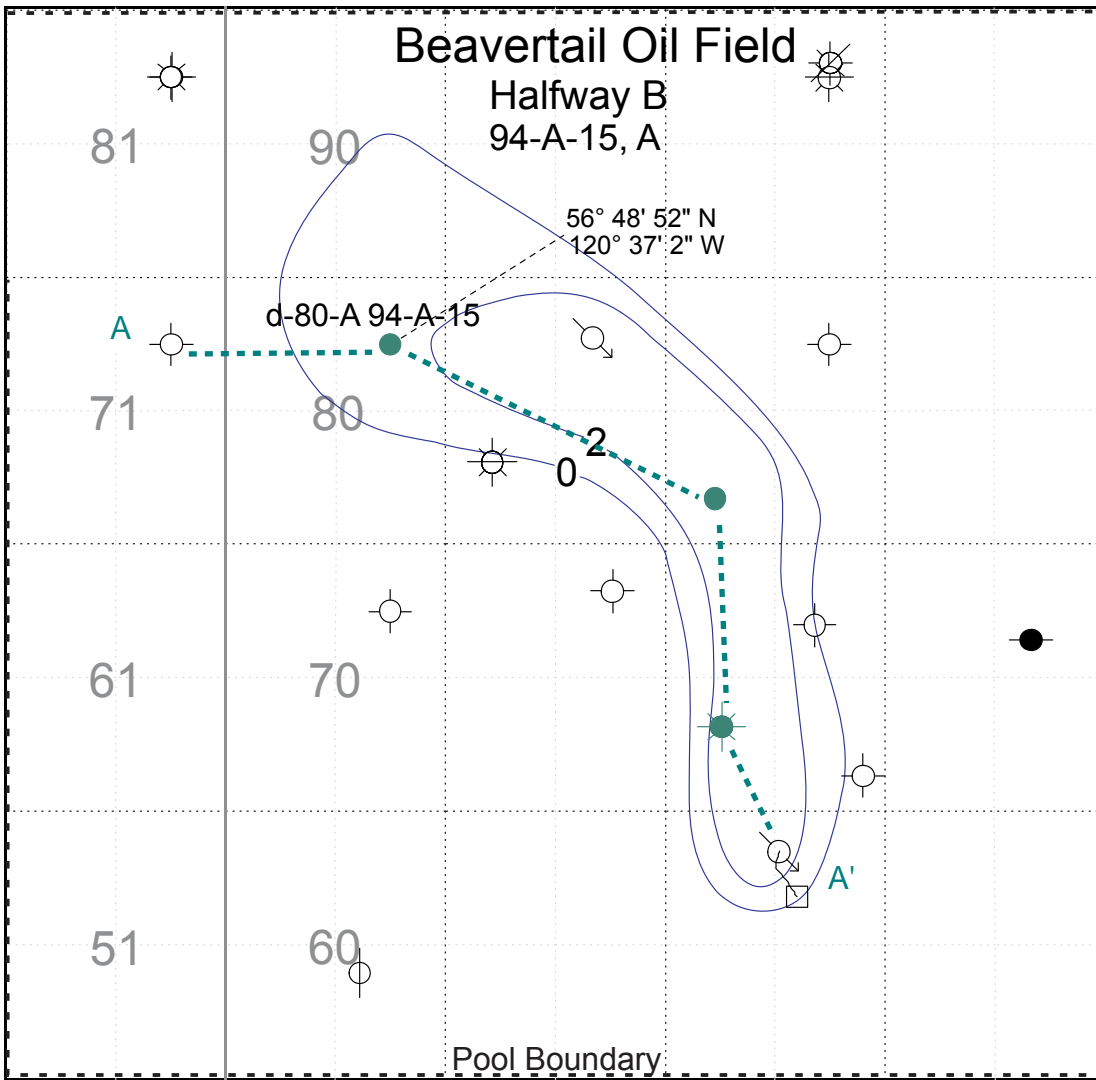 Beavertail Oil Field
Halfway B
94-A-15, A
81
90
56° 48' 52" N
120° 37' 2" W
d-80-A 94-A-15
A
71
80
2
0
61
70
A'
51
60
Pool Boundary